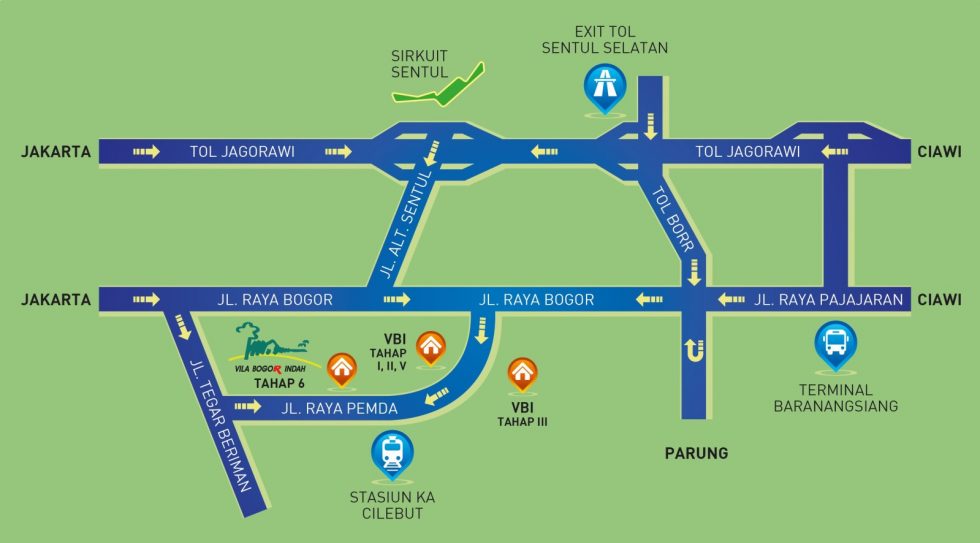 EXIT TOL
SENTUL SELATAN
SIRKUIT
SENTUL
JAKARTA
TOL JAGORAWI
TOL JAGORAWI
CIAWI
JL. ALT. SENTUL
TOL BORR
JAKARTA
JL. RAYA BOGOR
JL. RAYA BOGOR
JL. RAYA PAJAJARAN
CIAWI
VILA BOGOR INDAH
TAHAP 6
VBI
TAHAP
I, II, V
JL. TEGAR BERIMAN
JL. RAYA PEMDA
VBI
TAHAP III
TERMINAL
BARANANGSIANG
PARUNG
STASIUN KA
CILEBUT